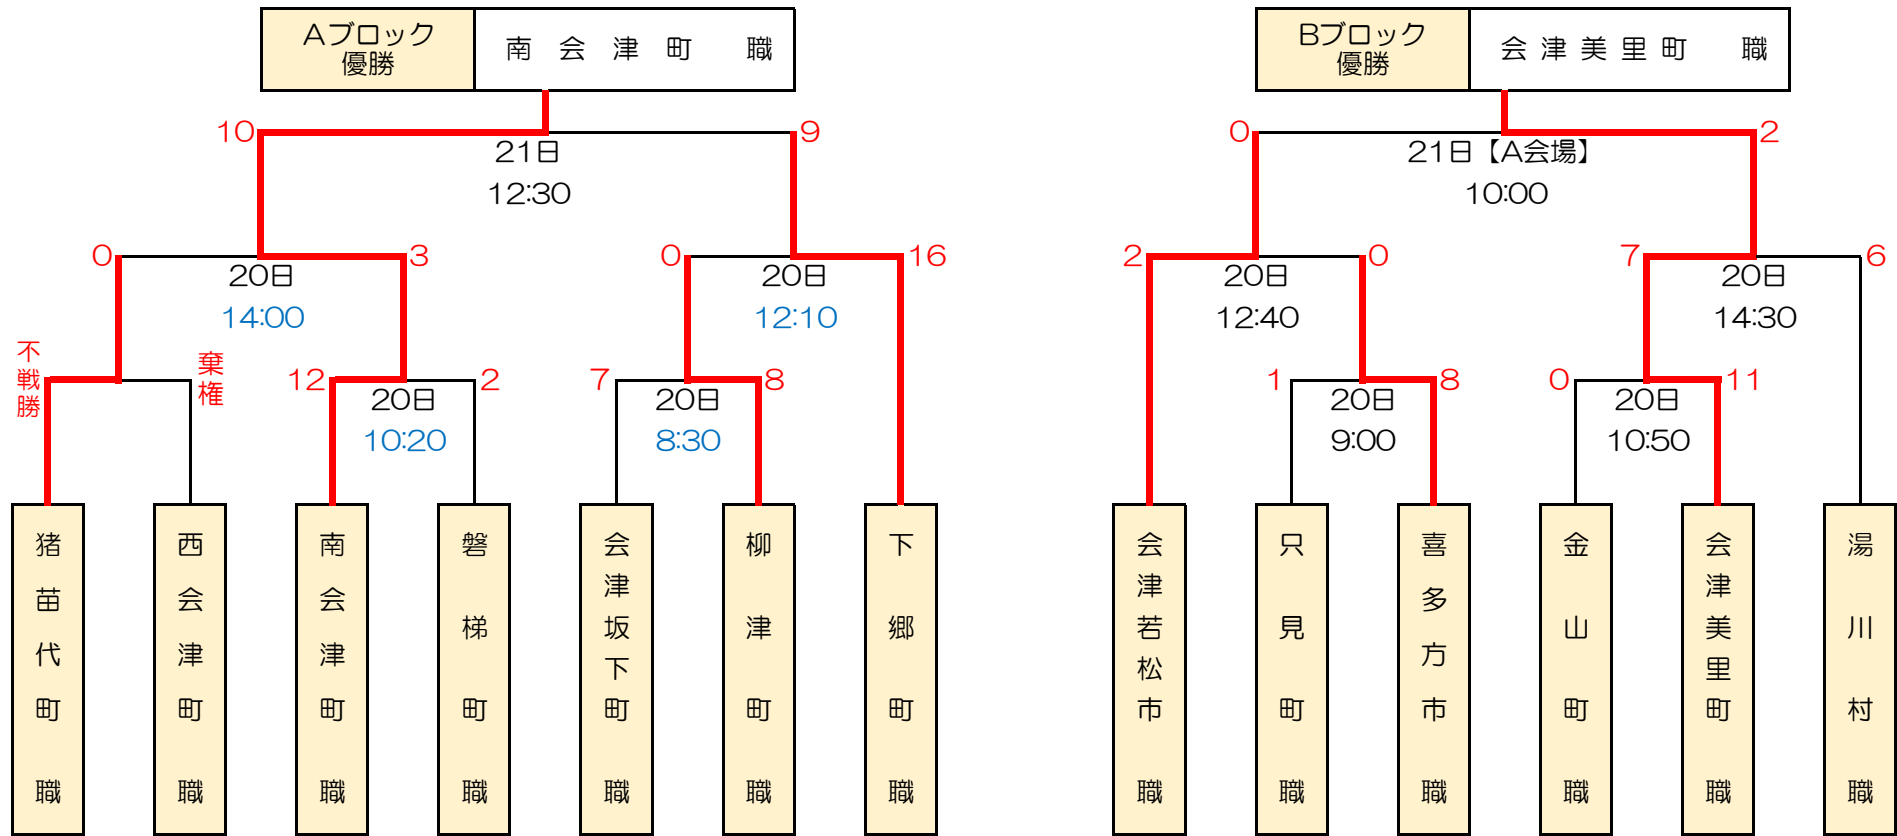 Aブロック
優勝
南会津町 職
Bブロック
優勝
会津美里町 職
10
9
21日
12:30
0
2
21日【A会場】
10:00
0
3
20日
14:00
0
16
20日
12:10
2
0
20日
12:40
7
6
20日
14:30
不戦勝
棄権
12
2
20日
10:20
7
8
20日
8:30
1
8
20日
9:00
0
11
20日
10:50
猪苗代町職
西会津町職
南会津町職
磐梯町職
会津坂下町職
柳津町職
下郷町職
会津若松市職
只見町職
喜多方市職
金山町職
会津美里町職
湯川村職